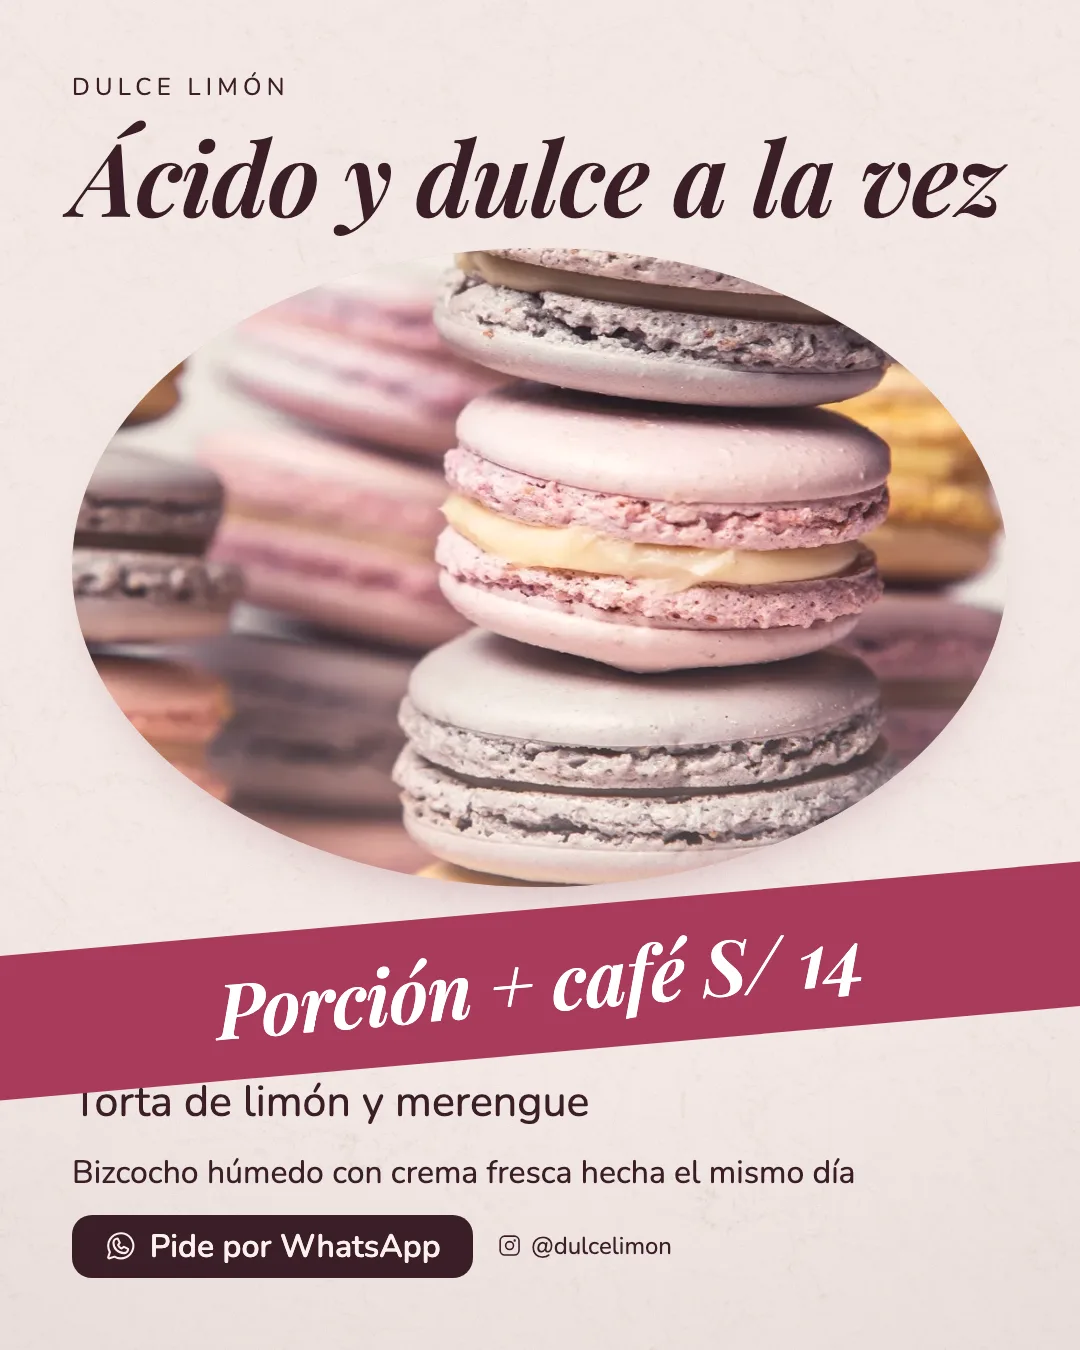 DULCE LIMÓN
Ácido y dulce a la vez
Porción + café S/ 14
Torta de limón y merengue
Bizcocho húmedo con crema fresca hecha el mismo día
Pide por WhatsApp
@dulcelimon